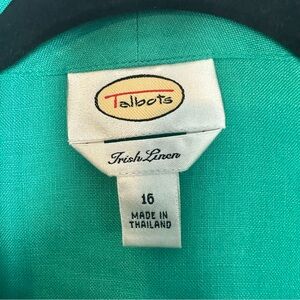 Talbots
Irish Linen
16
MADE IN
THAILAND